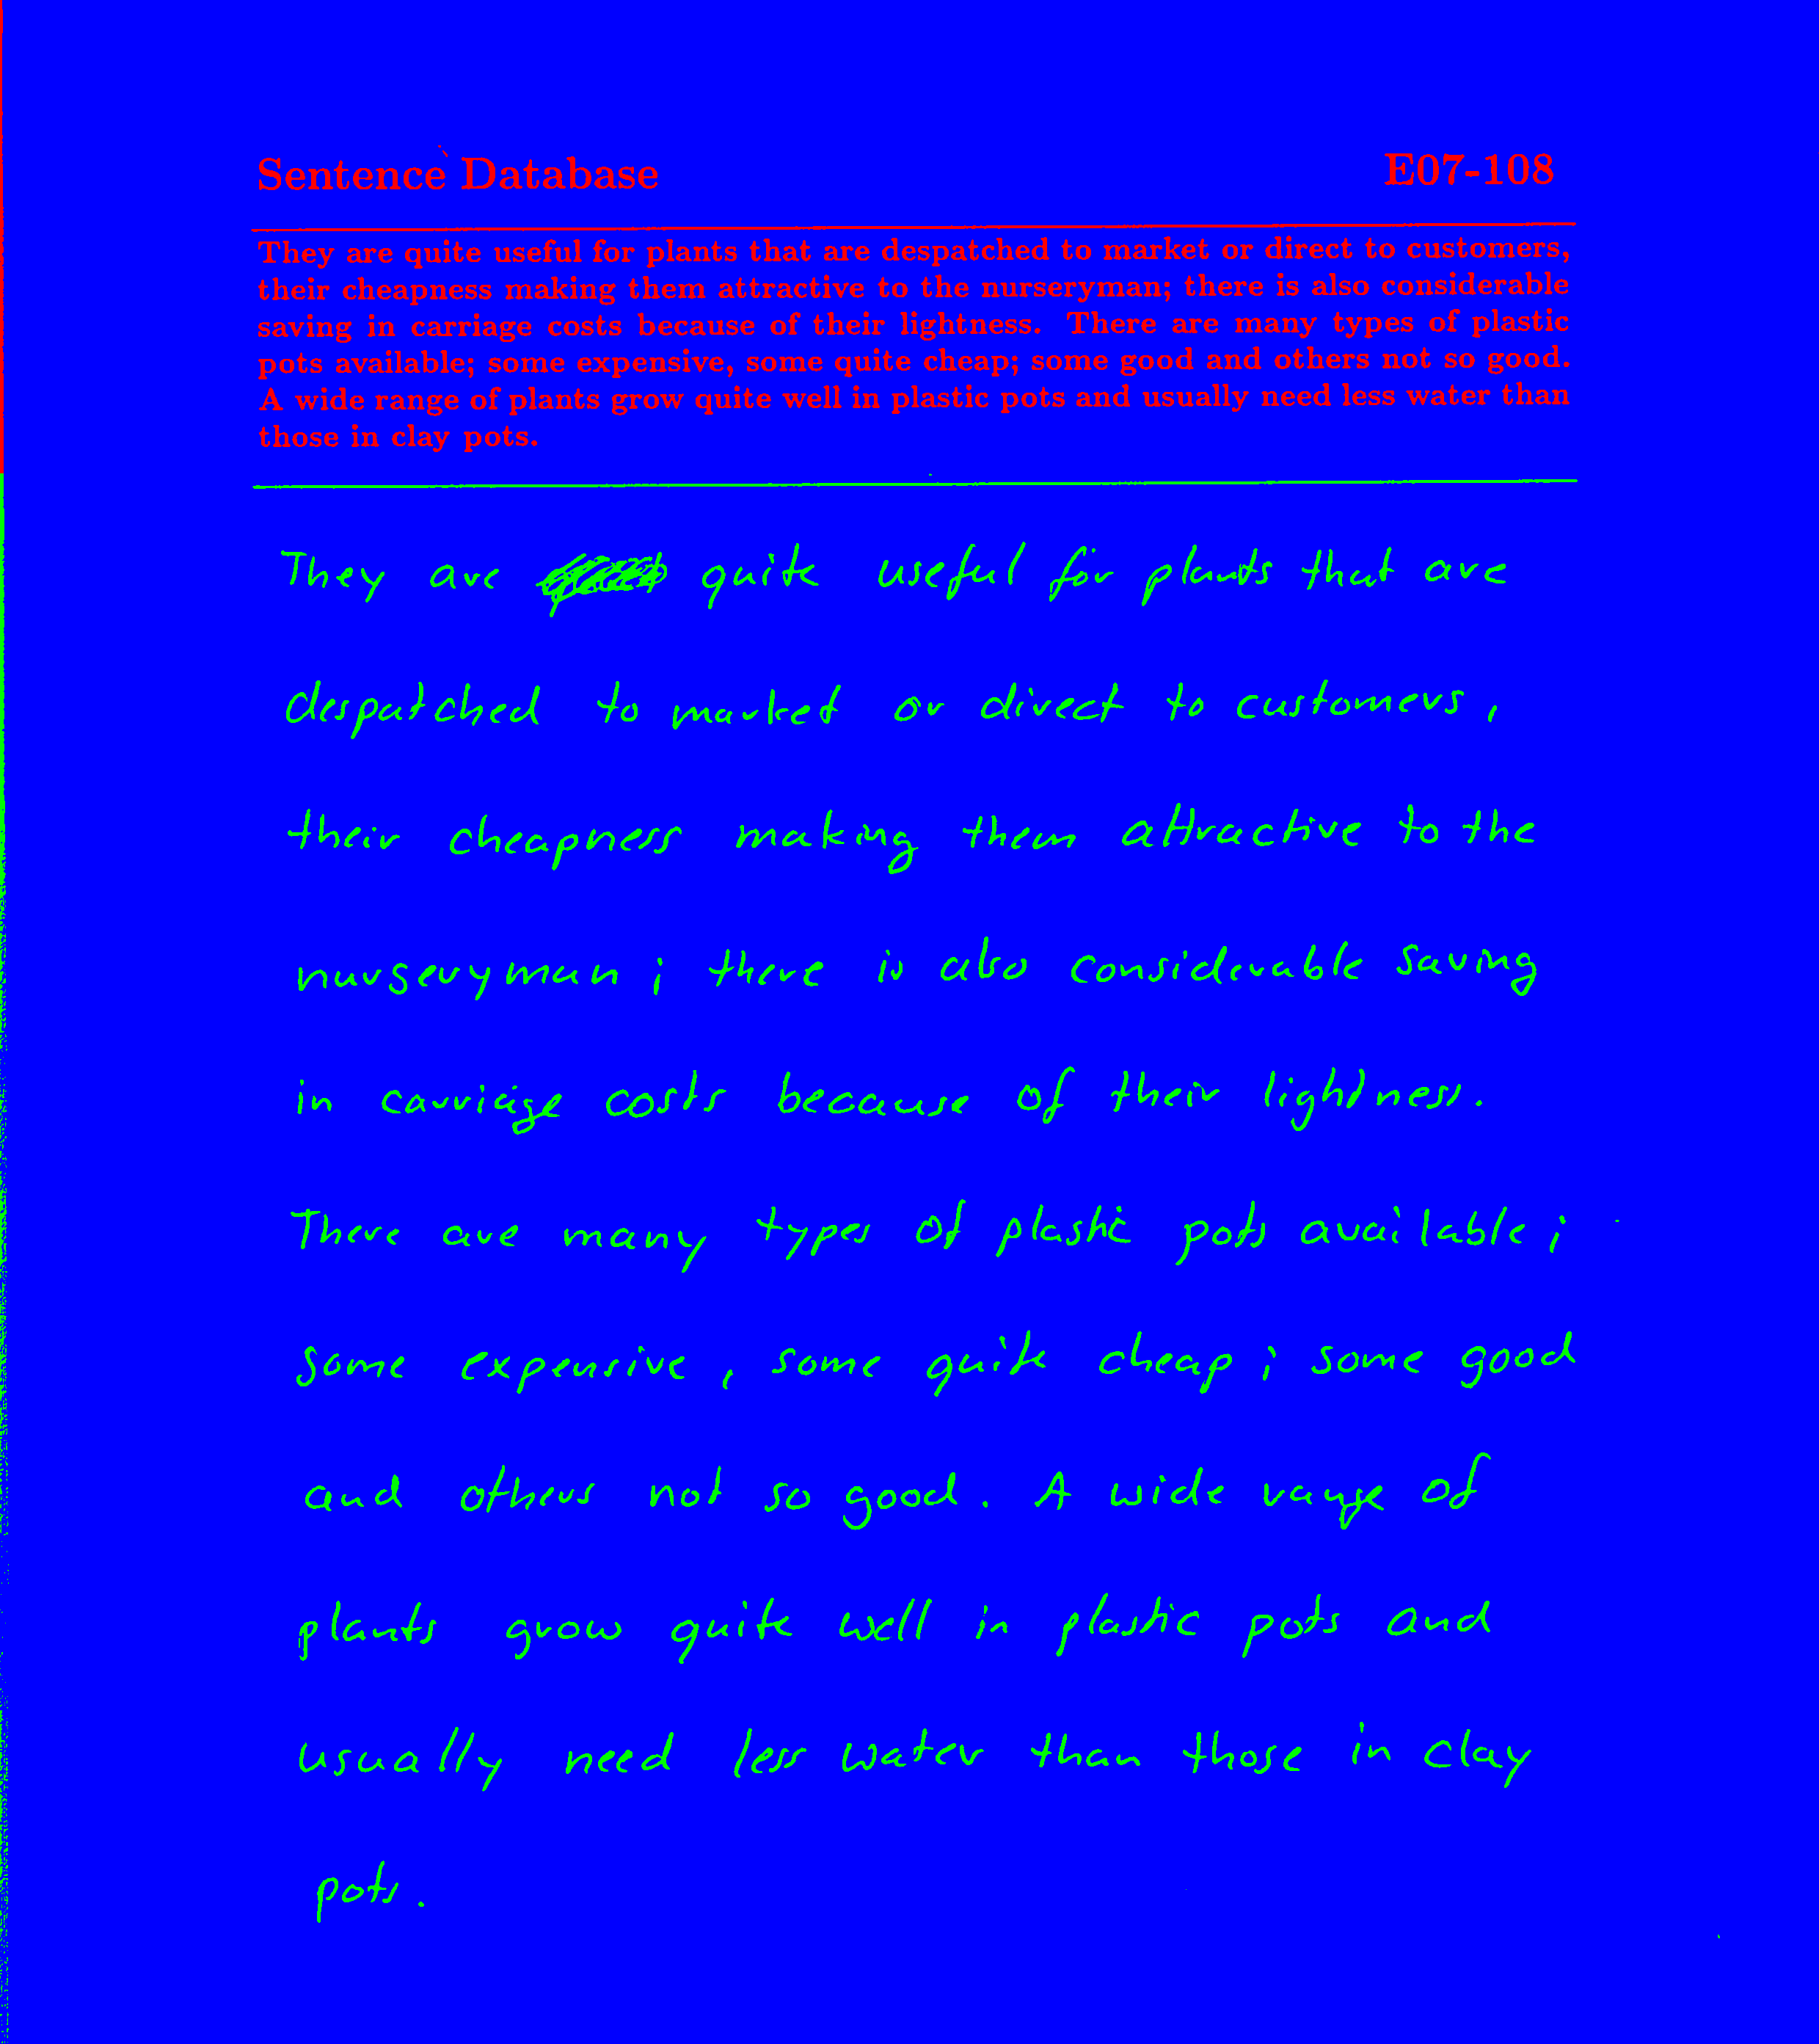 Sentence Database E07-108
They are quite useful for plants that are despatched to market or direct to customers,
their cheapness making them attractive to the nurseryman; there is also considerable
saving in carriage costs because of their lightness. There are many types of plastic
pots available; some expensive, some quite cheap; some good and others not so good.
A wide range of plants grow quite well in plastic pots and usually need less water than
those in clay pots.
They are quite useful for plants that are
despatched to market or direct to customers,
their cheapness making them attractive to the
nurseryman; there is also considerable saving
in carriage costs because of their lightness.
There are many types of plastic pots available;
some expensive, some quite cheap; some good
and others not so good. A wide range of
plants grow quite well in plastic pots and
usually need less water than those in clay
pots.